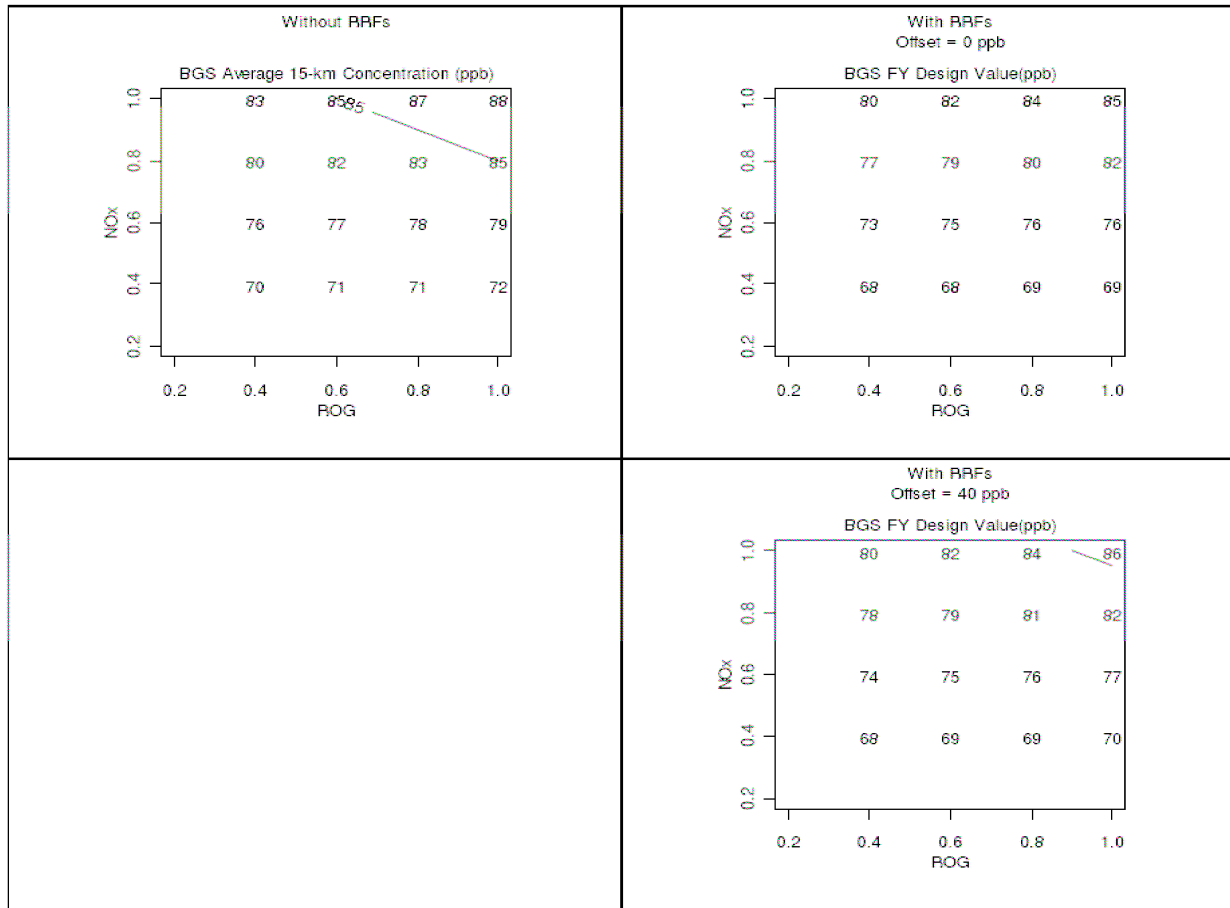 Without RRFs
BGS Average 15-km Concentration (ppb)
1.0 83 85 85 87 88
0.8 80 82 83 85
0.6 76 77 78 79
0.4 70 71 71 72
0.2
NOx
0.2 0.4 0.6 0.8 1.0
ROG
With RRFs
Offset = 0 ppb
BGS FY Design Value(ppb)
1.0 80 82 84 85
0.8 77 79 80 82
0.6 73 75 76 76
0.4 68 68 69 69
0.2
NOx
0.2 0.4 0.6 0.8 1.0
ROG
With RRFs
Offset = 40 ppb
BGS FY Design Value(ppb)
1.0 80 82 84 86
0.8 78 79 81 82
0.6 74 75 76 77
0.4 68 69 69 70
0.2
NOx
0.2 0.4 0.6 0.8 1.0
ROG